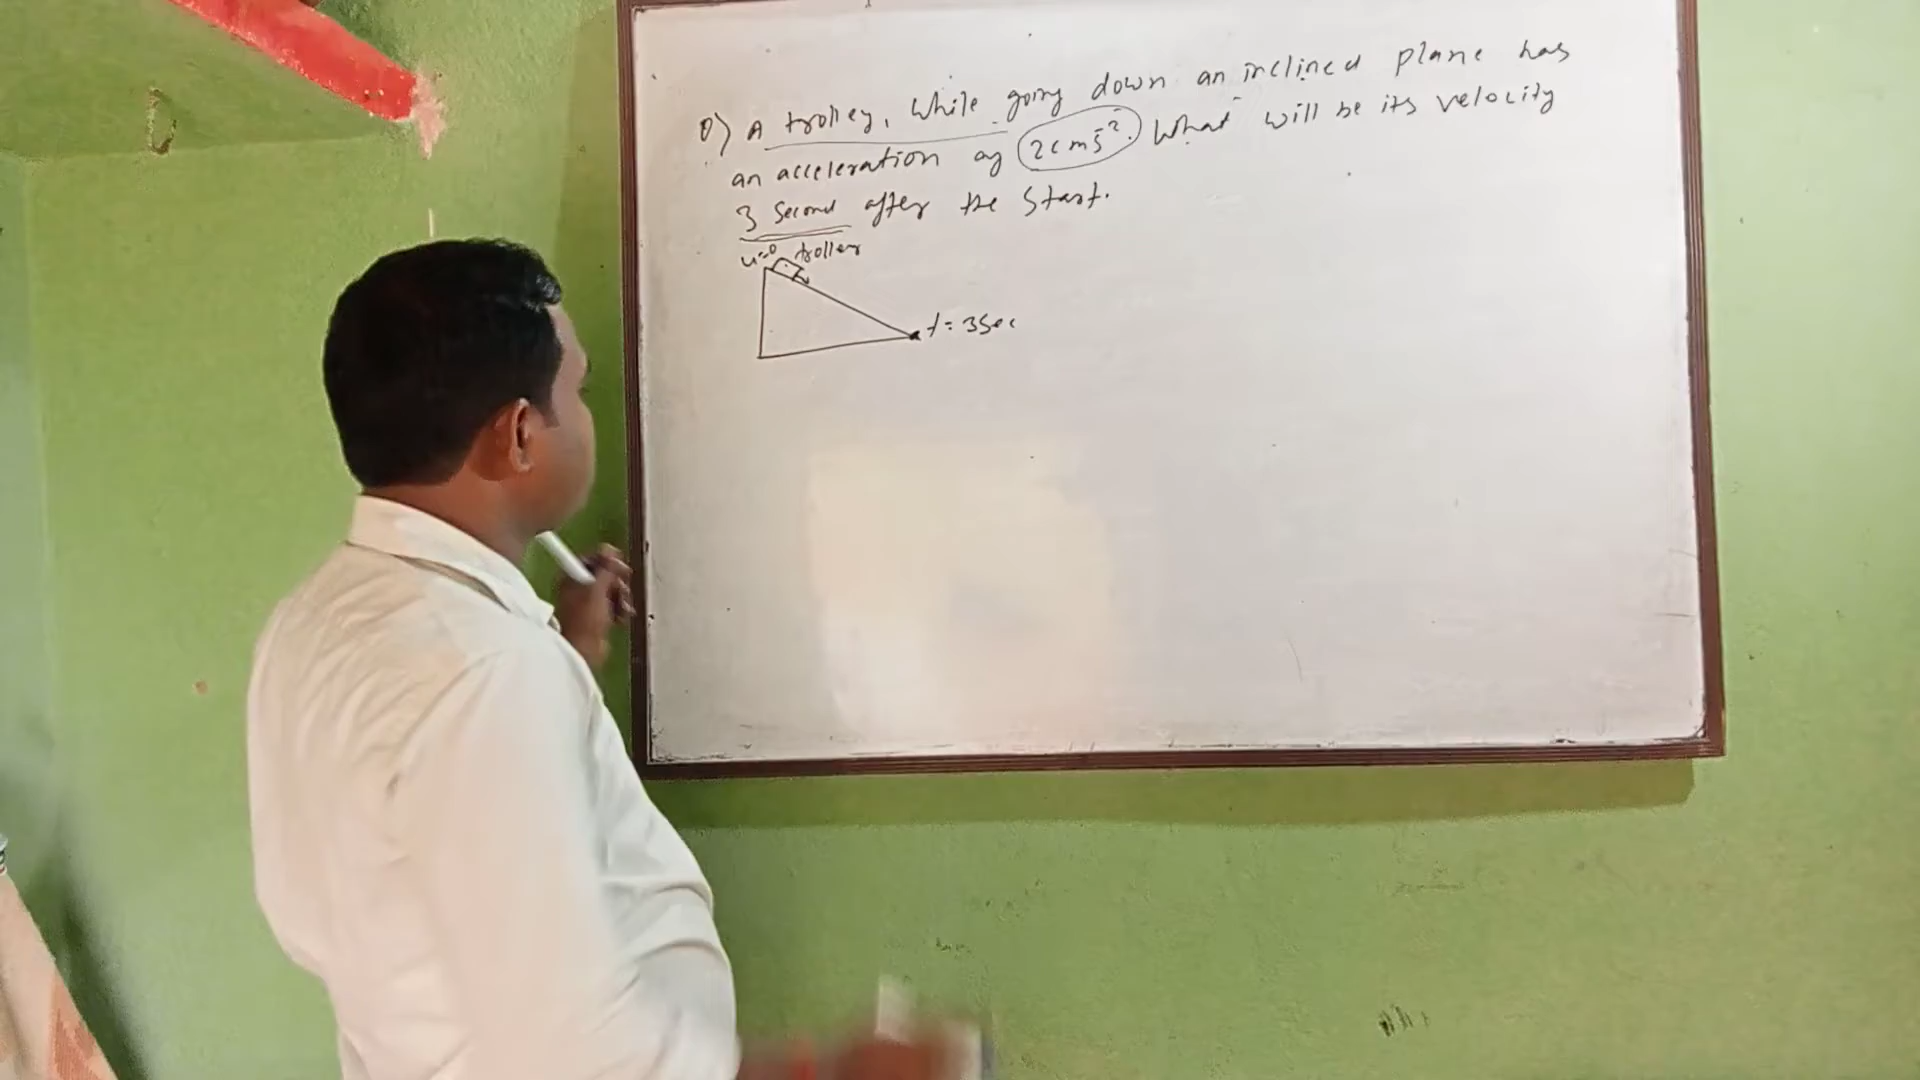 Q) A trolley, while going down an inclined plane has
an acceleration of 2cms⁻². What will be its velocity
3 second after the start.
u=0 trolley
t = 3sec